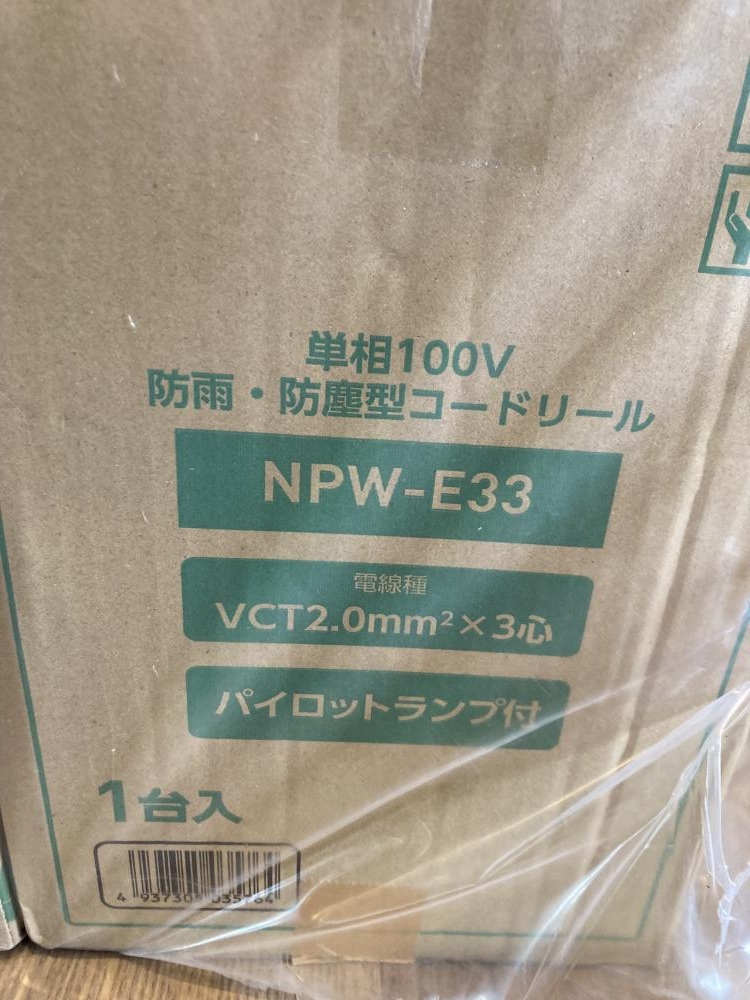 単相100V
防雨・防塵型コードリール
NPW-E33
電線種
VCT2.0mm²×3心
パイロットランプ付
1台入